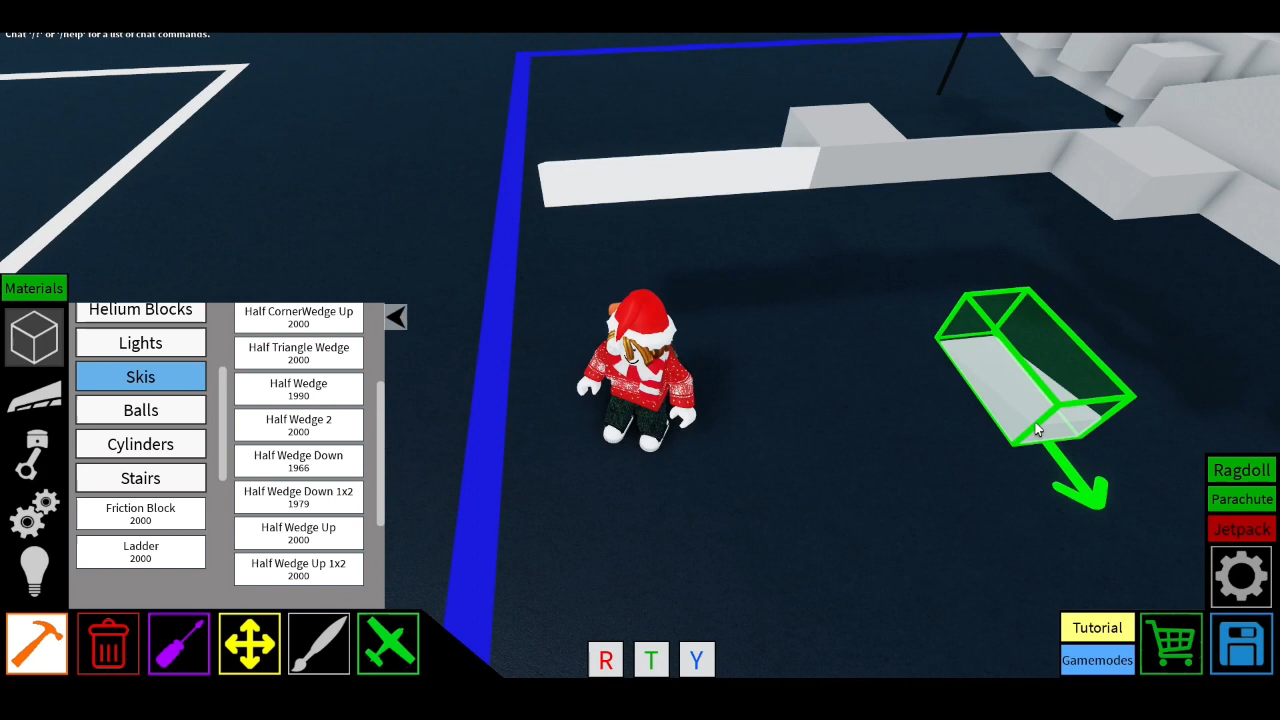 Chat '/?' or '/help' for a list of chat commands.
Materials
Helium Blocks
Lights
Skis
Balls
Cylinders
Stairs
Friction Block
2000
Ladder
2000
Half CornerWedge Up
2000
Half Triangle Wedge
2000
Half Wedge
1990
Half Wedge 2
2000
Half Wedge Down
1966
Half Wedge Down 1x2
1979
Half Wedge Up
2000
Half Wedge Up 1x2
2000
Ragdoll
Parachute
Jetpack
R T Y
Tutorial
Gamemodes